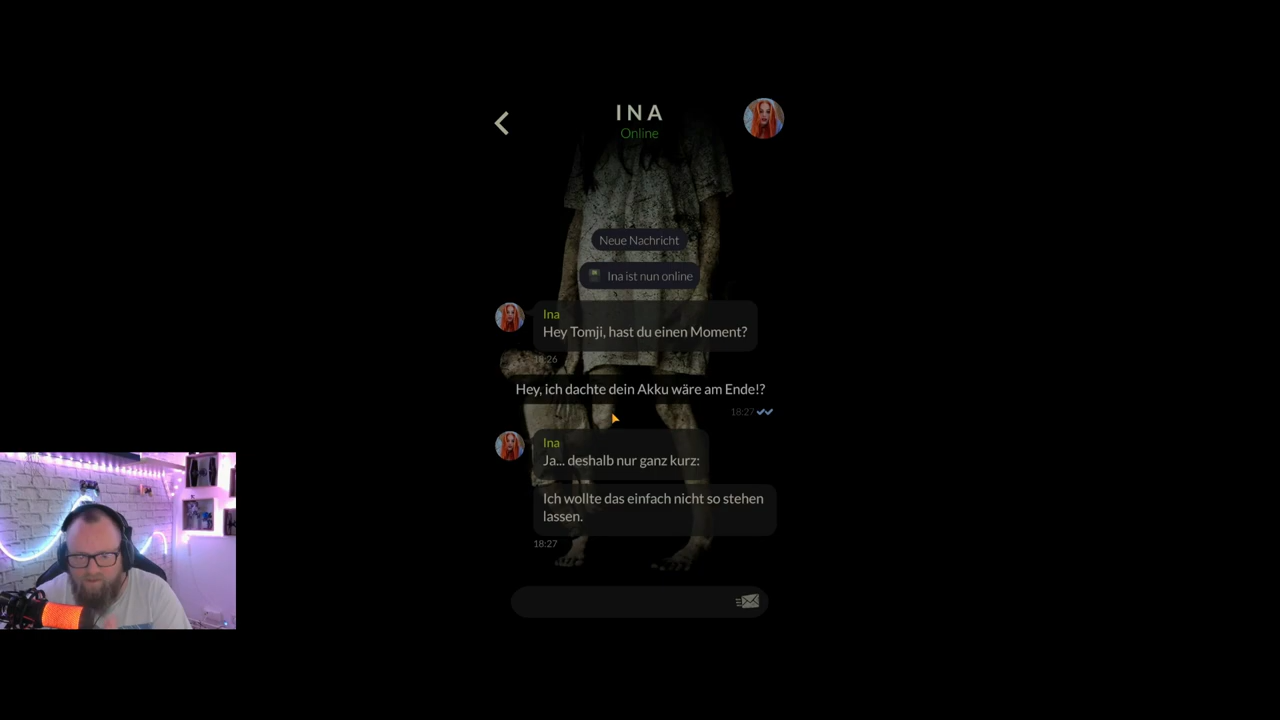 INA
Online
Neue Nachricht
Ina ist nun online
Ina
Hey Tomji, hast du einen Moment?
18:26
Hey, ich dachte dein Akku wäre am Ende!?
18:27
Ina
Ja... deshalb nur ganz kurz:
Ich wollte das einfach nicht so stehen
lassen.
18:27